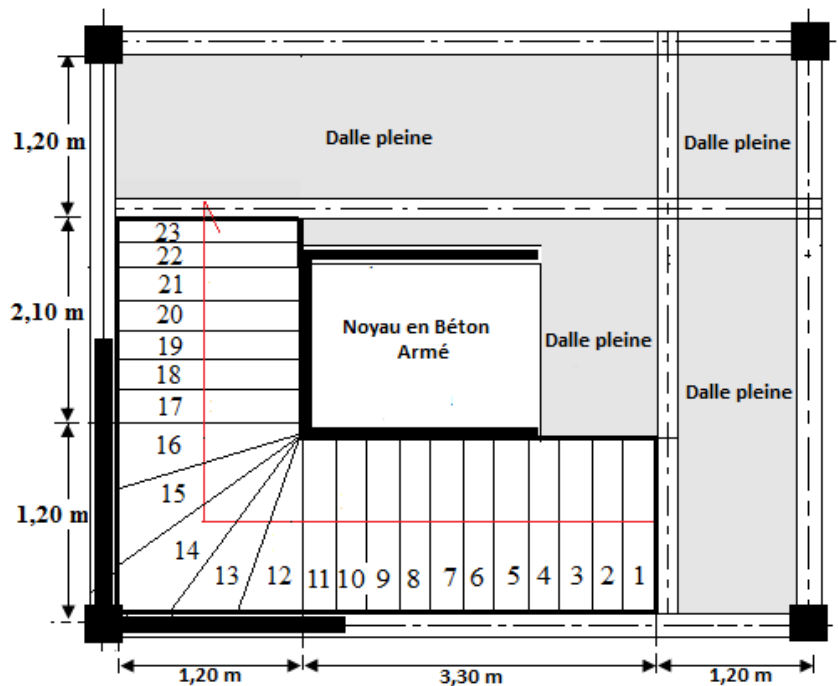 1,20 m
Dalle pleine
Dalle pleine
2,10 m
23
22
21
20
19
18
17
Noyau en Béton
Armé
Dalle pleine
Dalle pleine
1,20 m
16
15
14
13
12
11
10
9
8
7
6
5
4
3
2
1
1,20 m
3,30 m
1,20 m